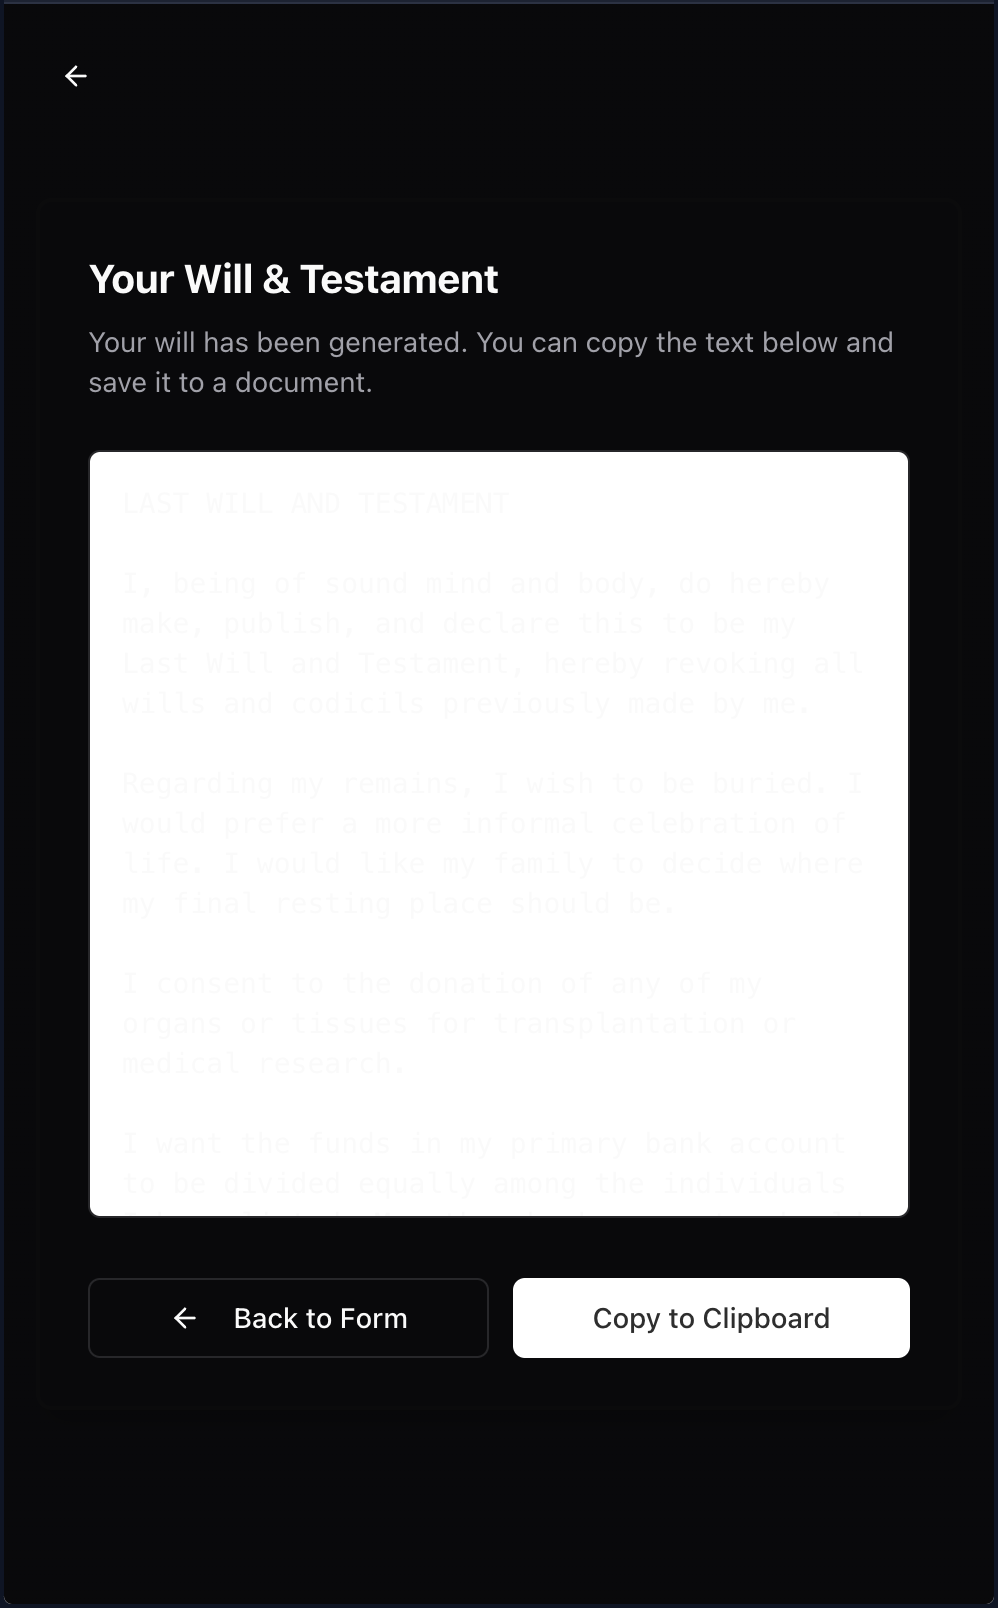 Your Will & Testament
Your will has been generated. You can copy the text below and
save it to a document.
LAST WILL AND TESTAMENT
I, being of sound mind and body, do hereby
make, publish, and declare this to be my
Last Will and Testament, hereby revoking all
wills and codicils previously made by me.
Regarding my remains, I wish to be buried. I
would prefer a more informal celebration of
life. I would like my family to decide where
my final resting place should be.
I consent to the donation of any of my
organs or tissues for transplantation or
medical research.
I want the funds in my primary bank account
to be divided equally among the individuals
Back to Form
Copy to Clipboard